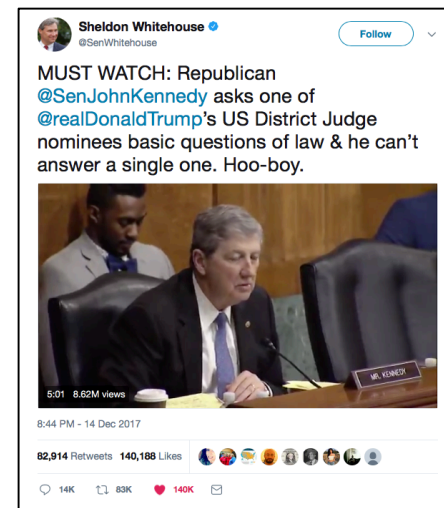 Sheldon Whitehouse
@SenWhitehouse
Follow
MUST WATCH: Republican
@SenJohnKennedy asks one of
@realDonaldTrump's US District Judge
nominees basic questions of law & he can't
answer a single one. Hoo-boy.
MR. KENNEDY
5:01 8.62M views
8:44 PM - 14 Dec 2017
82,914 Retweets 140,188 Likes
14K 83K 140K